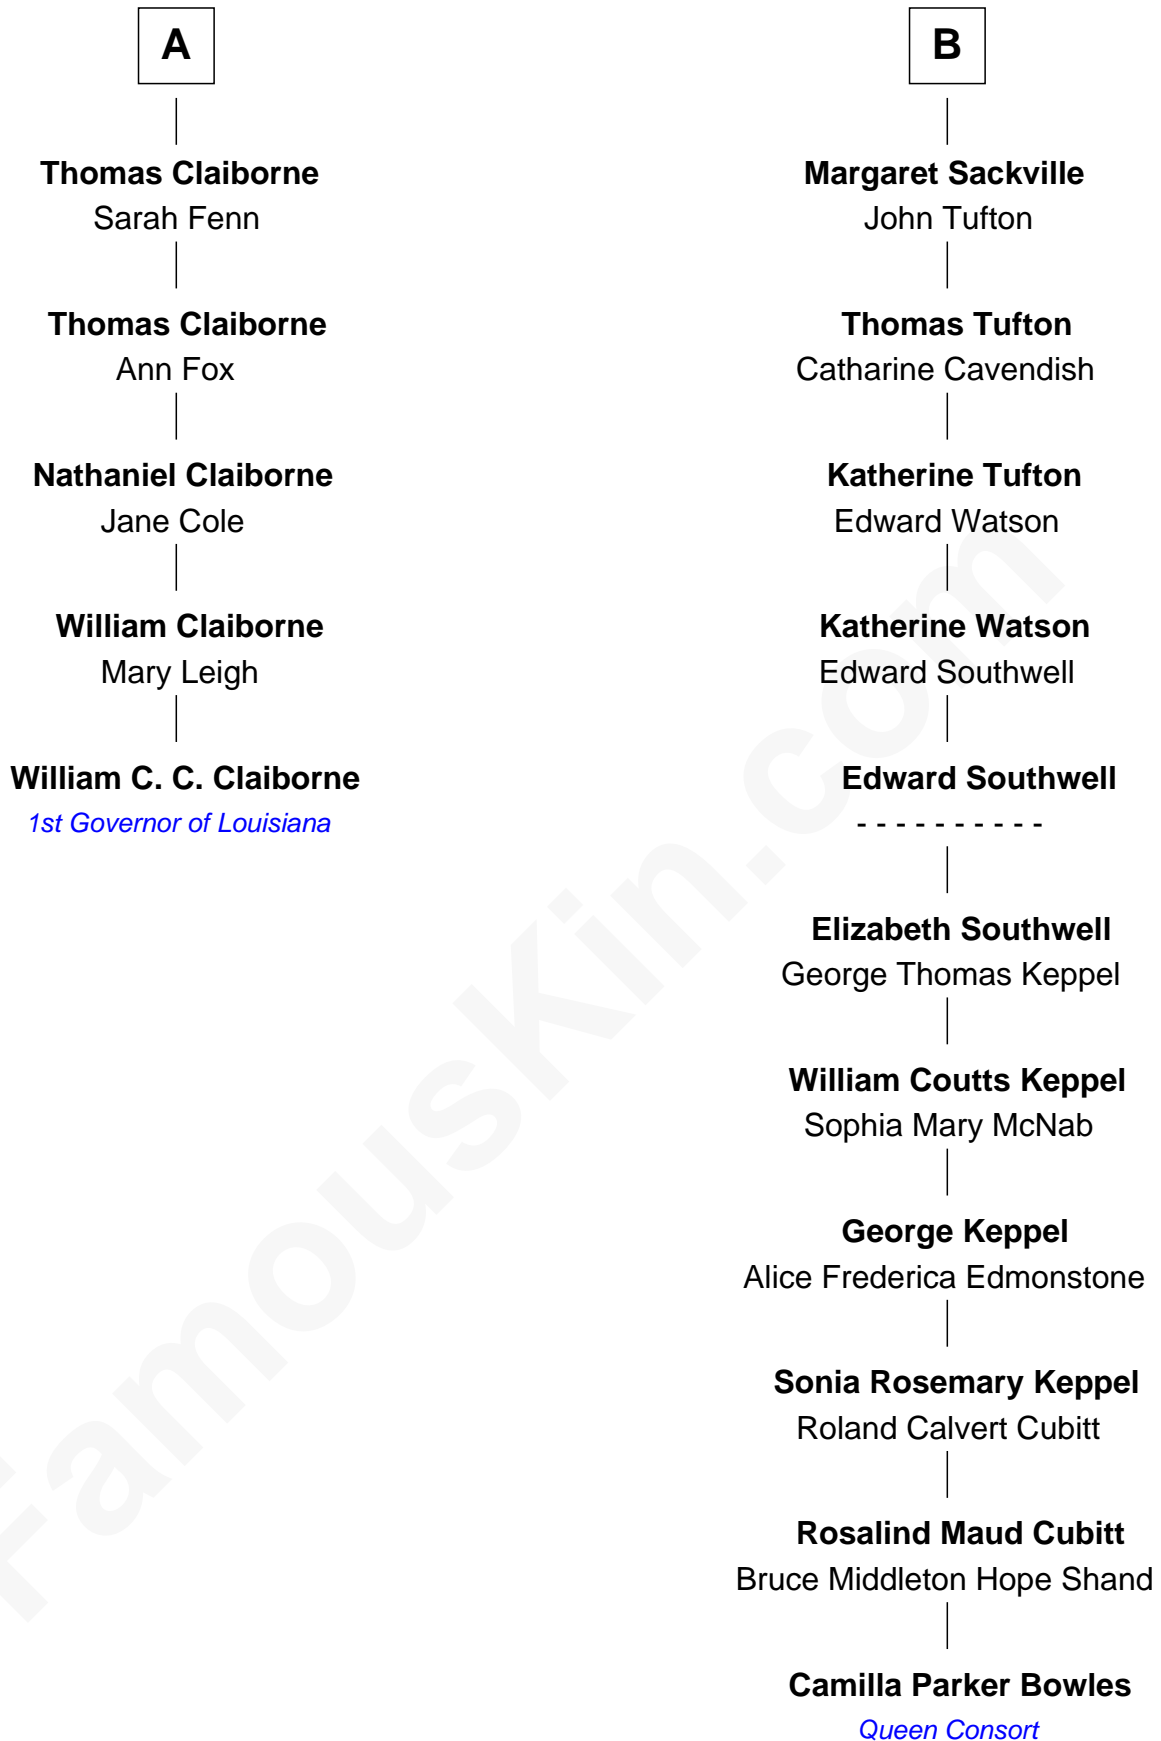 A
Thomas Claiborne
Sarah Fenn
Thomas Claiborne
Ann Fox
Nathaniel Claiborne
Jane Cole
William Claiborne
Mary Leigh
William C. C. Claiborne
1st Governor of Louisiana
B
Margaret Sackville
John Tufton
Thomas Tufton
Catharine Cavendish
Katherine Tufton
Edward Watson
Katherine Watson
Edward Southwell
Edward Southwell
- - - - - - - - - -
Elizabeth Southwell
George Thomas Keppel
William Coutts Keppel
Sophia Mary McNab
George Keppel
Alice Frederica Edmonstone
Sonia Rosemary Keppel
Roland Calvert Cubitt
Rosalind Maud Cubitt
Bruce Middleton Hope Shand
Camilla Parker Bowles
Queen Consort
FamousKin.com